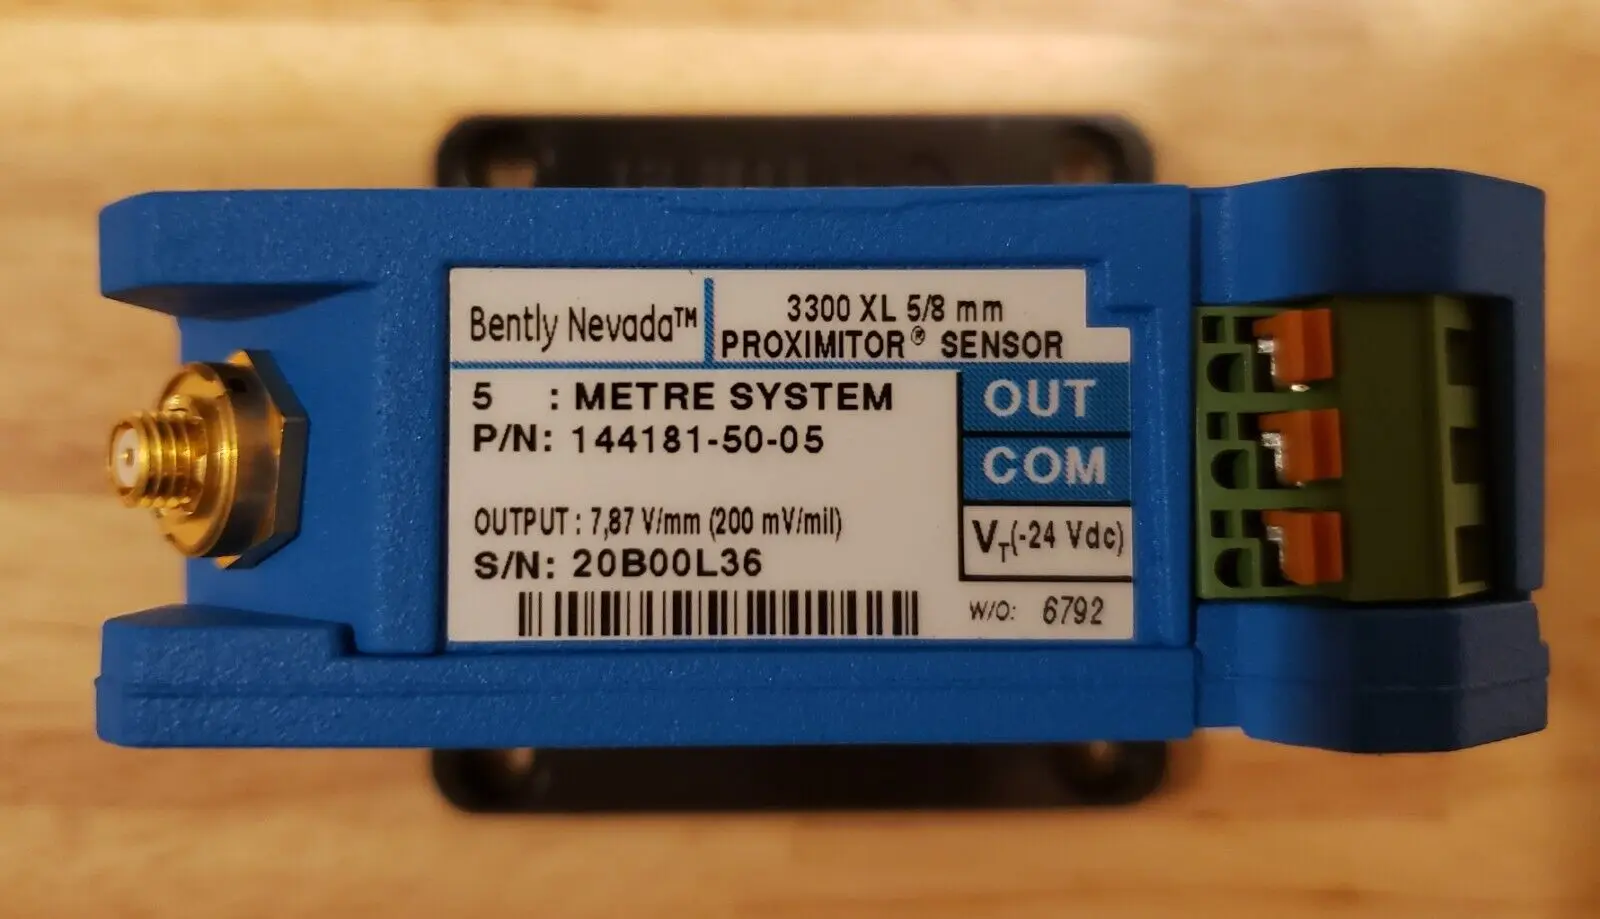 Bently Nevada™
3300 XL 5/8 mm
PROXIMITOR® SENSOR
5 : METRE SYSTEM
P/N: 144181-50-05
OUTPUT : 7,87 V/mm (200 mV/mil)
S/N: 20B00L36
OUT
COM
VT(-24 Vdc)
W/O: 6792